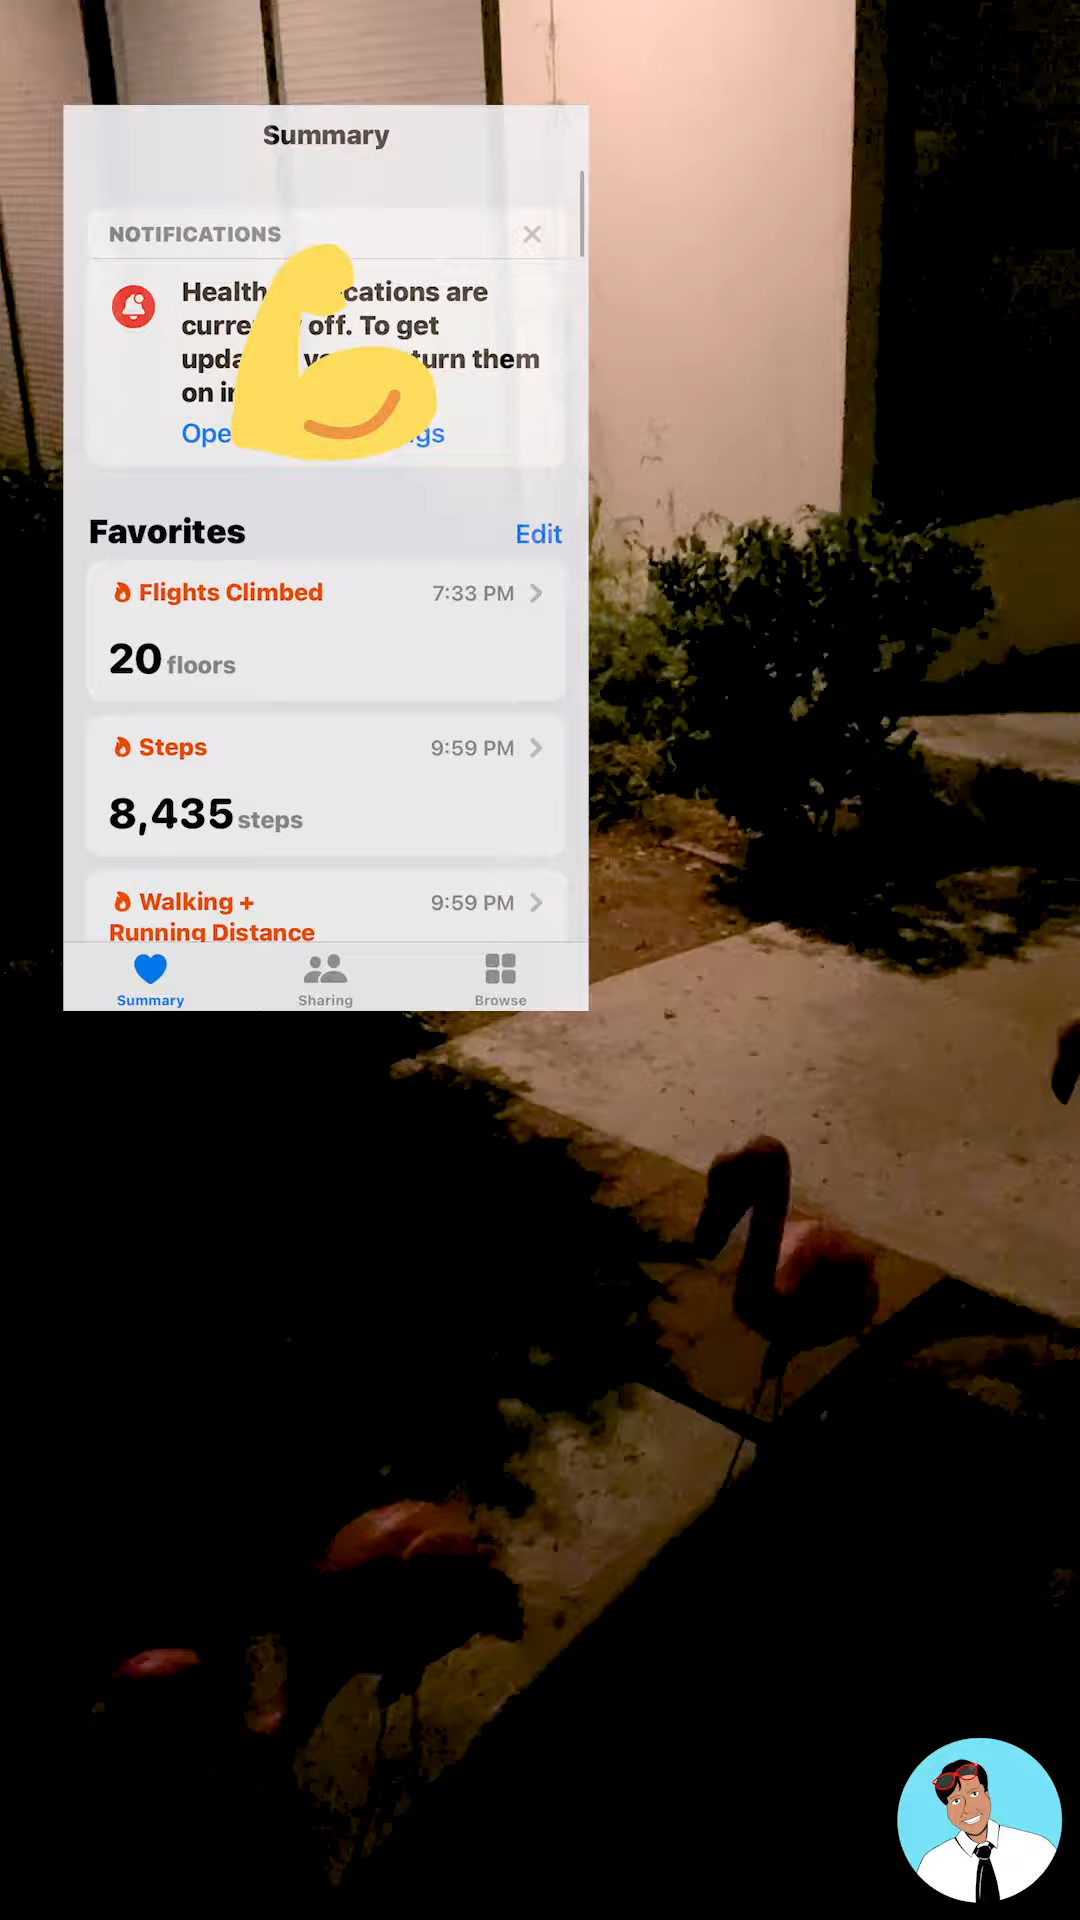 Summary
NOTIFICATIONS
Health cations are
curre off. To get
upda turn them
on in
Ope gs
Favorites
Edit
Flights Climbed
7:33 PM
20 floors
Steps
9:59 PM
8,435 steps
Walking +
9:59 PM
Running Distance
Summary
Sharing
Browse